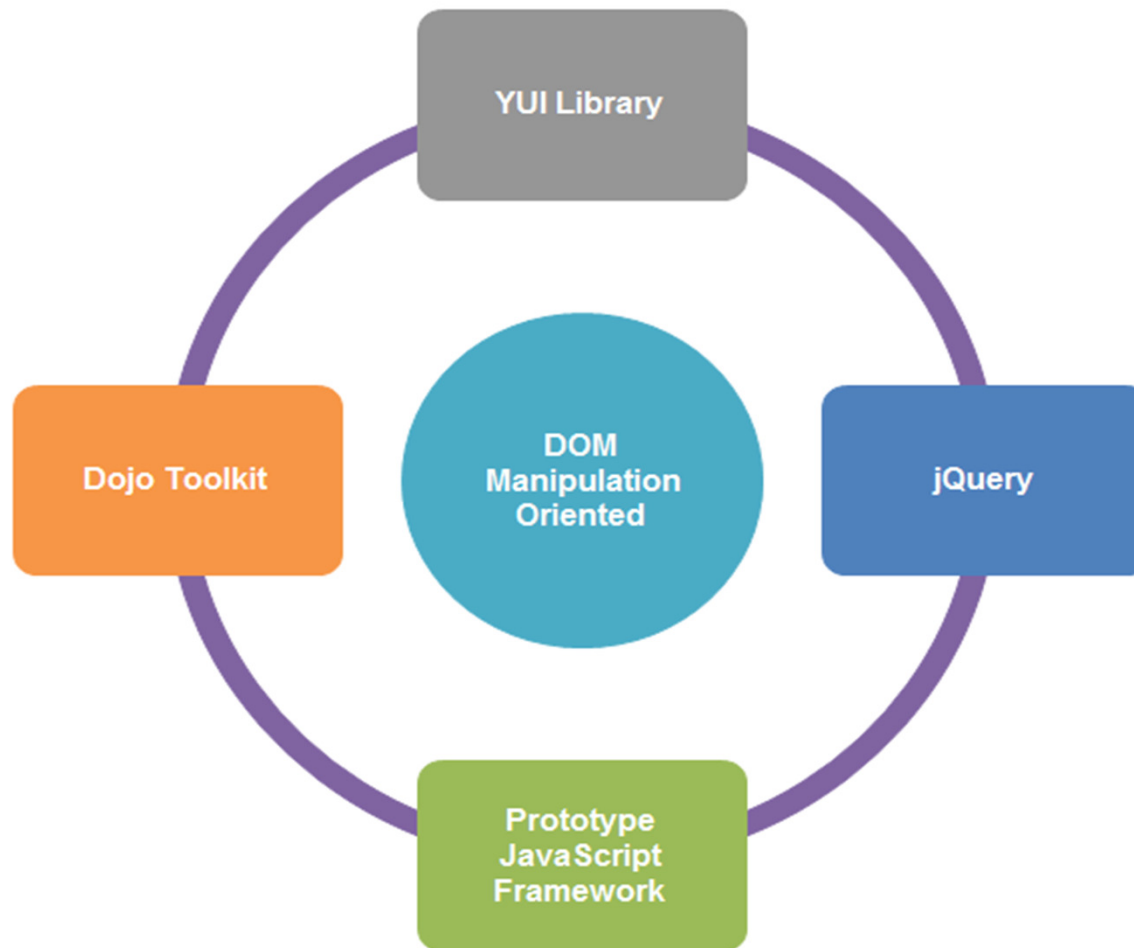 YUI Library
Dojo Toolkit
DOM
Manipulation
Oriented
jQuery
Prototype
JavaScript
Framework